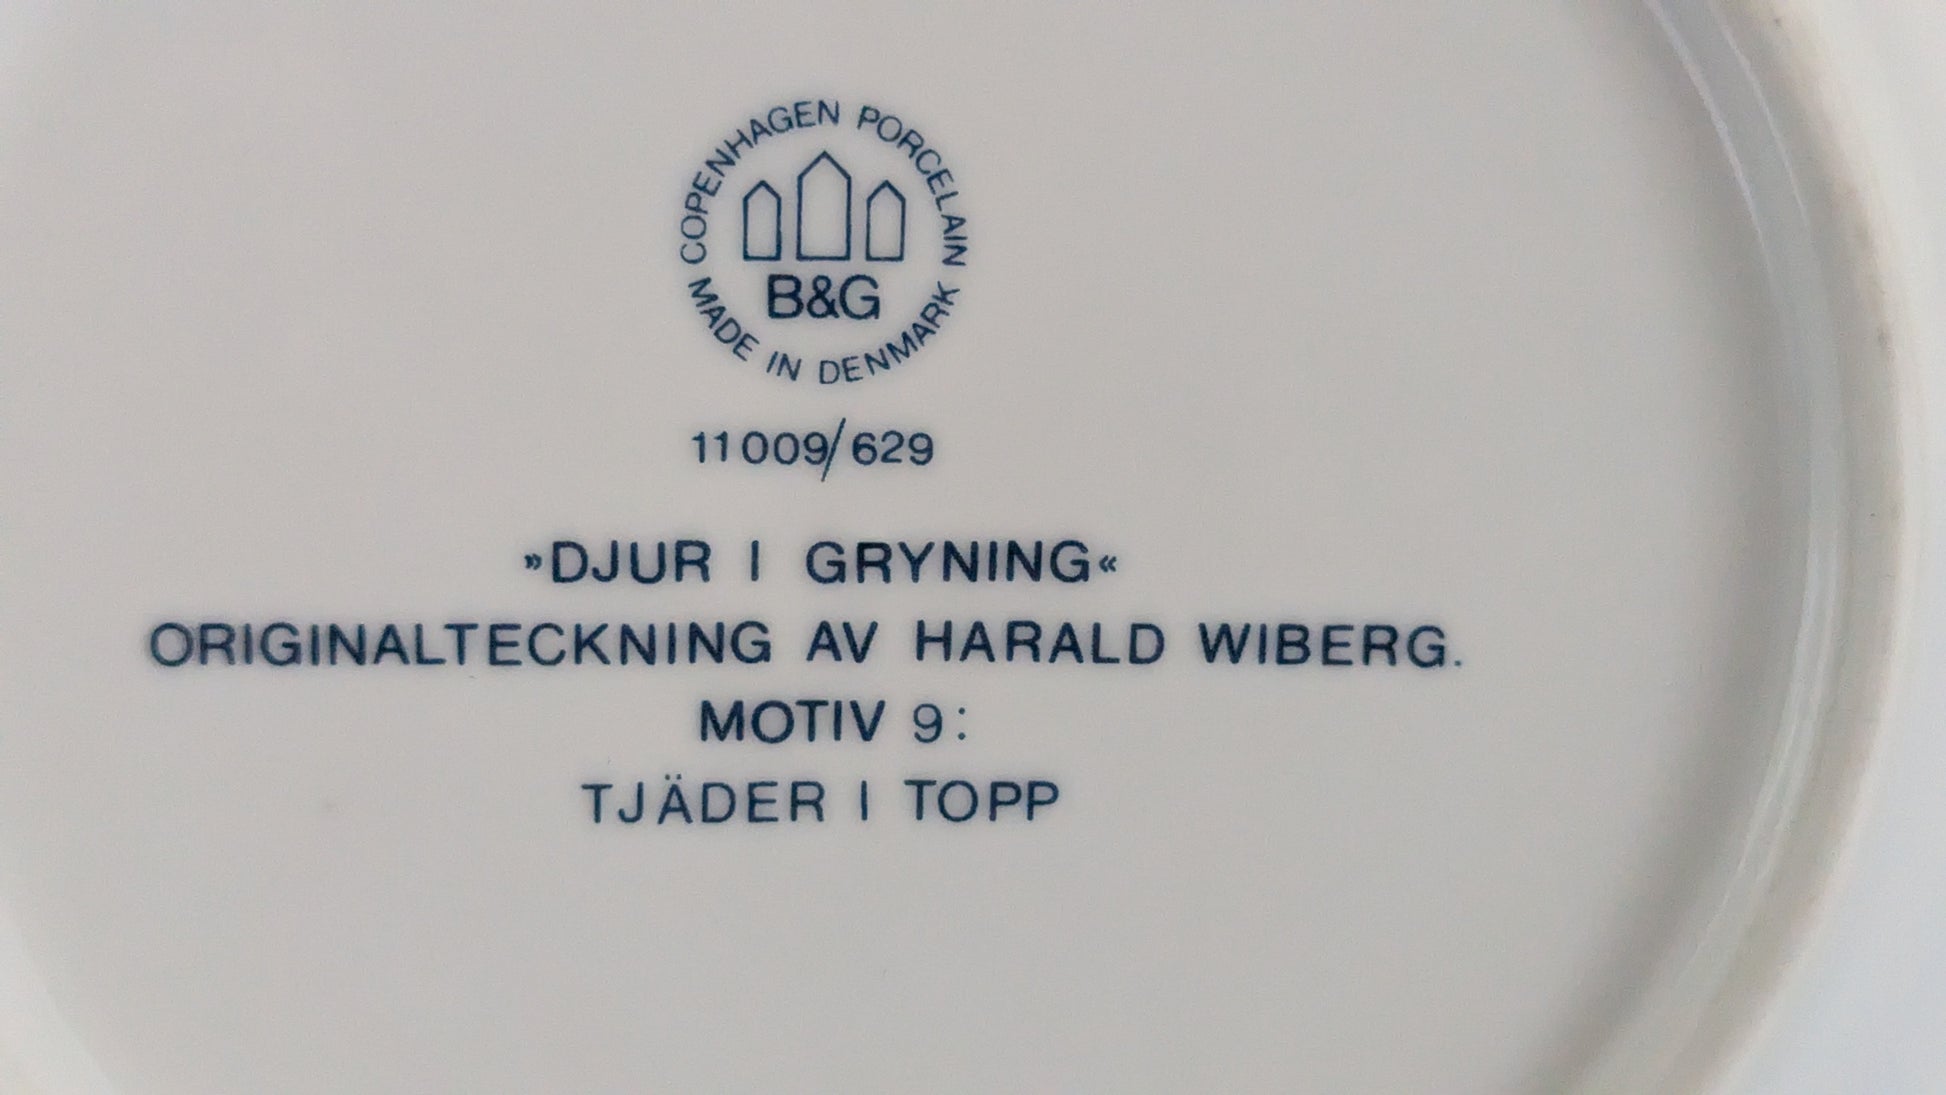 COPENHAGEN PORCELAIN
B&G
MADE IN DENMARK
11009/629
»DJUR I GRYNING«
ORIGINALTECKNING AV HARALD WIBERG.
MOTIV 9:
TJÄDER I TOPP